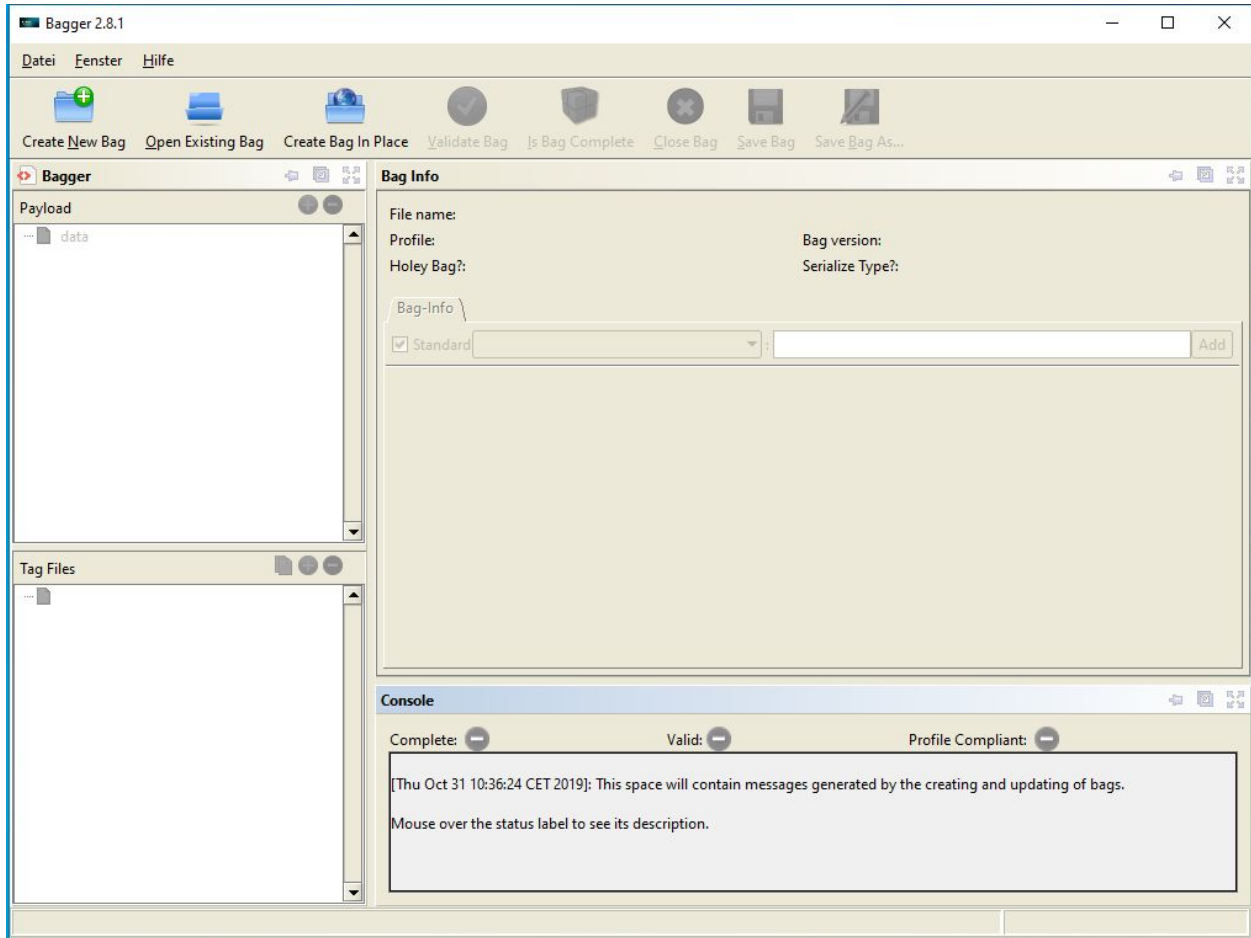 Bagger 2.8.1
Datei Fenster Hilfe
Create New Bag Open Existing Bag Create Bag In Place Validate Bag Is Bag Complete Close Bag Save Bag Save Bag As...
Bagger
Payload
data
Tag Files
Bag Info
File name:
Profile: Bag version:
Holey Bag?: Serialize Type?:
Bag-Info
Standard : Add
Console
Complete: Valid: Profile Compliant:
[Thu Oct 31 10:36:24 CET 2019]: This space will contain messages generated by the creating and updating of bags.
Mouse over the status label to see its description.